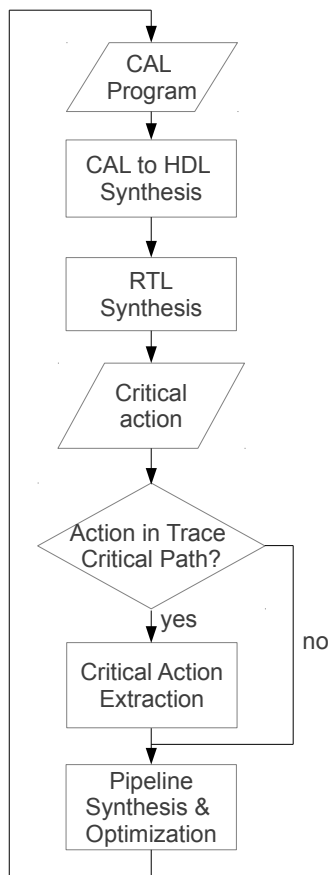 CAL
Program
CAL to HDL
Synthesis
RTL
Synthesis
Critical
action
Action in Trace
Critical Path?
yes
no
Critical Action
Extraction
Pipeline
Synthesis &
Optimization